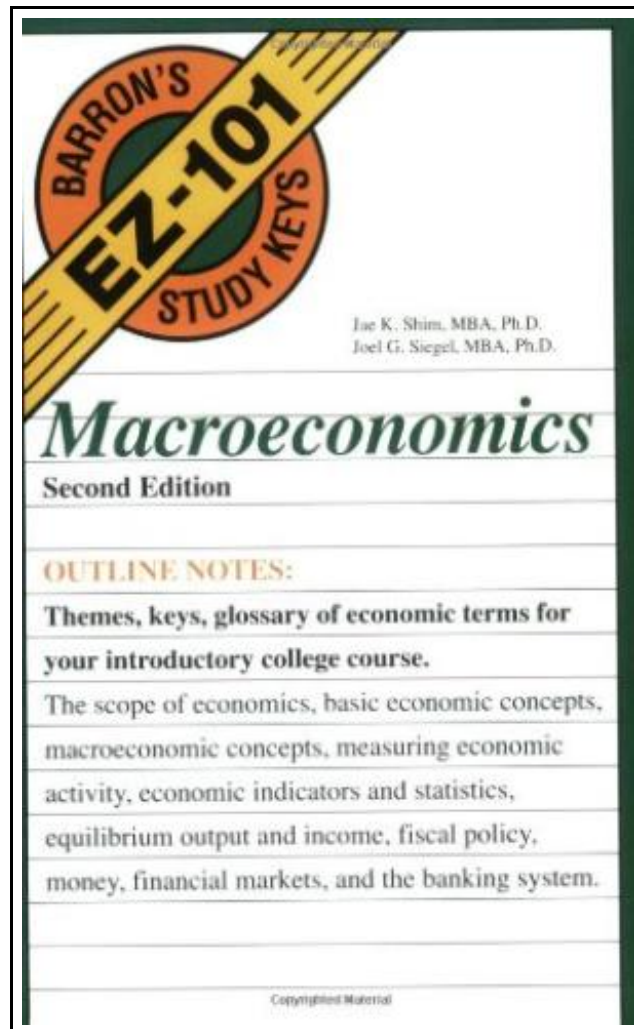 Copyrighted Material
BARRON'S
EZ-101
STUDY KEYS
Jae K. Shim, MBA, Ph.D.
Joel G. Siegel, MBA, Ph.D.
Macroeconomics
Second Edition
OUTLINE NOTES:
Themes, keys, glossary of economic terms for
your introductory college course.
The scope of economics, basic economic concepts,
macroeconomic concepts, measuring economic
activity, economic indicators and statistics,
equilibrium output and income, fiscal policy,
money, financial markets, and the banking system.
Copyrighted Material